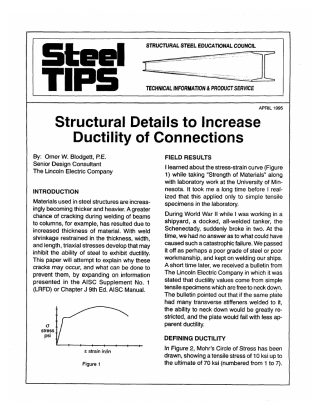 Steel
TIPS
STRUCTURAL STEEL EDUCATIONAL COUNCIL
TECHNICAL INFORMATION & PRODUCT SERVICE
APRIL 1995
Structural Details to Increase
Ductility of Connections
By: Omer W. Blodgett, P.E.
Senior Design Consultant
The Lincoln Electric Company
INTRODUCTION
Materials used in steel structures are increas-
ingly becoming thicker and heavier. A greater
chance of cracking during welding of beams
to columns, for example, has resulted due to
increased thickness of material. With weld
shrinkage restrained in the thickness, width,
and length, triaxial stresses develop that may
inhibit the ability of steel to exhibit ductility.
This paper will attempt to explain why these
cracks may occur, and what can be done to
prevent them, by expanding on information
presented in the AISC Supplement No. 1
(LRFD) or Chapter J 9th Ed. AISC Manual.
σ
stress
psi
ε strain in/in
Figure 1
FIELD RESULTS
I learned about the stress-strain curve (Figure
1) while taking "Strength of Materials" along
with laboratory work at the University of Min-
nesota. It took me a long time before I real-
ized that this applied only to simple tensile
specimens in the laboratory.
During World War II while I was working in a
shipyard, a docked, all-welded tanker, the
Schenectady, suddenly broke in two. At the
time, we had no answer as to what could have
caused such a catastrophic failure. We passed
it off as perhaps a poor grade of steel or poor
workmanship, and kept on welding our ships.
A short time later, we received a bulletin from
The Lincoln Electric Company in which it was
stated that ductility values come from simple
tensile specimens which are free to neck down.
The bulletin pointed out that if the same plate
had many transverse stiffeners welded to it,
the ability to neck down would be greatly re-
stricted, and the plate would fail with less ap-
parent ductility.
DEFINING DUCTILITY
In Figure 2, Mohr's Circle of Stress has been
drawn, showing a tensile stress of 10 ksi up to
the ultimate of 70 ksi (numbered from 1 to 7).